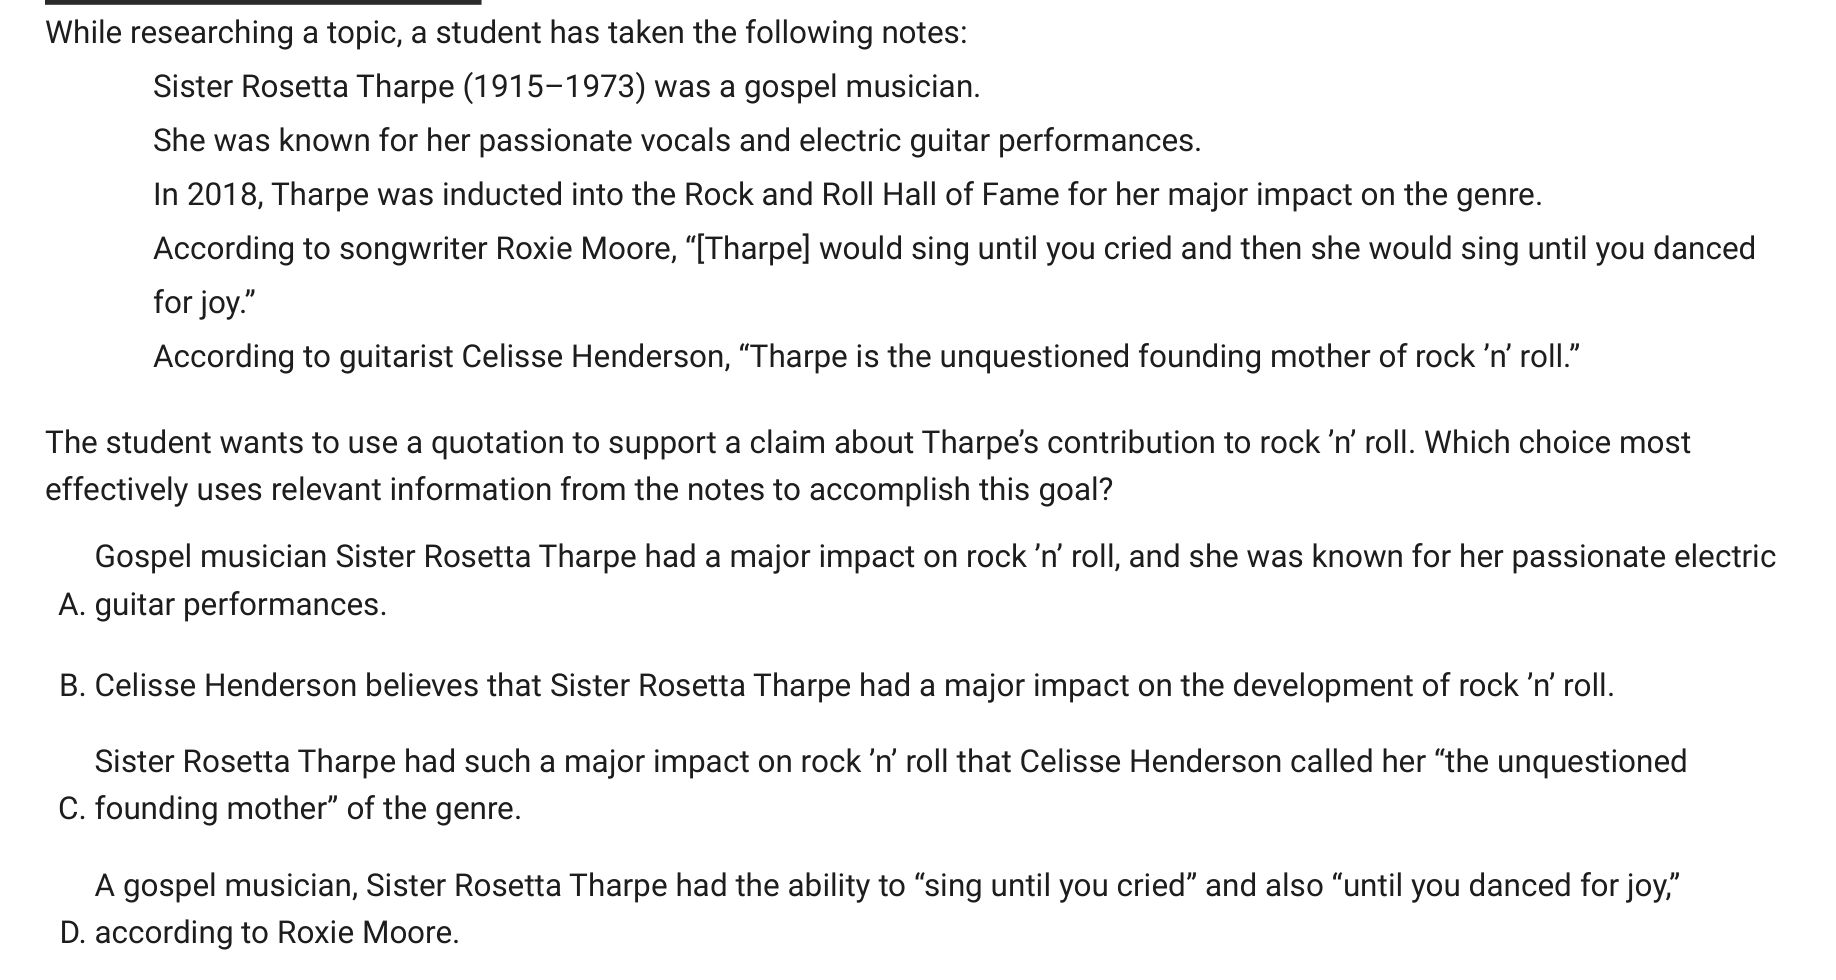 While researching a topic, a student has taken the following notes:
Sister Rosetta Tharpe (1915–1973) was a gospel musician.
She was known for her passionate vocals and electric guitar performances.
In 2018, Tharpe was inducted into the Rock and Roll Hall of Fame for her major impact on the genre.
According to songwriter Roxie Moore, “[Tharpe] would sing until you cried and then she would sing until you danced
for joy.”
According to guitarist Celisse Henderson, “Tharpe is the unquestioned founding mother of rock ’n’ roll.”
The student wants to use a quotation to support a claim about Tharpe’s contribution to rock ’n’ roll. Which choice most
effectively uses relevant information from the notes to accomplish this goal?
Gospel musician Sister Rosetta Tharpe had a major impact on rock ’n’ roll, and she was known for her passionate electric
A. guitar performances.
B. Celisse Henderson believes that Sister Rosetta Tharpe had a major impact on the development of rock ’n’ roll.
Sister Rosetta Tharpe had such a major impact on rock ’n’ roll that Celisse Henderson called her “the unquestioned
C. founding mother” of the genre.
A gospel musician, Sister Rosetta Tharpe had the ability to “sing until you cried” and also “until you danced for joy,”
D. according to Roxie Moore.